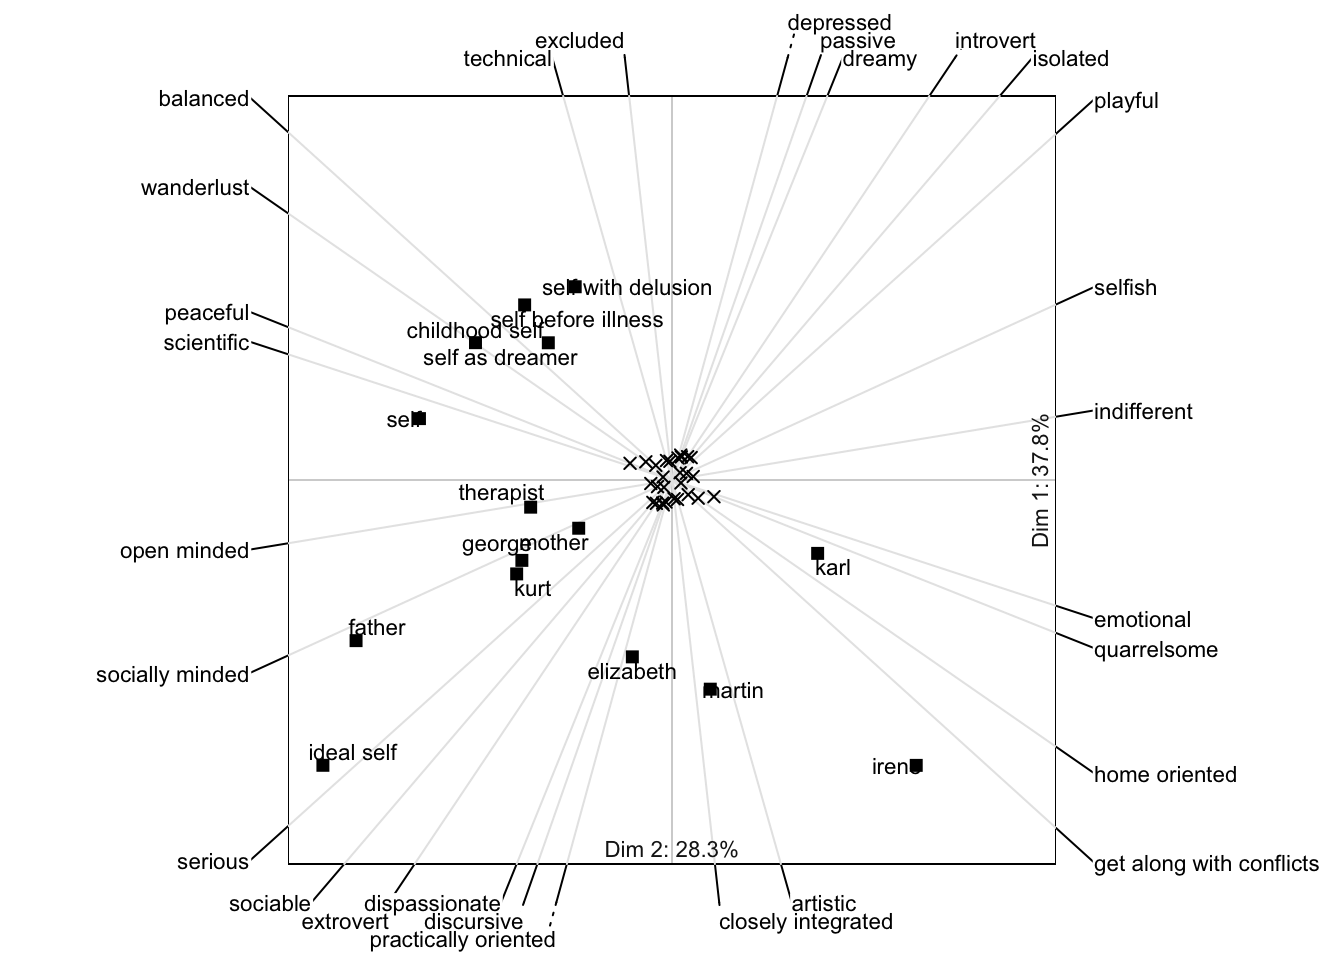 depressed
excluded
passive
introvert
technical
dreamy
isolated
balanced
playful
wanderlust
self with delusion
selfish
peaceful
self before illness
childhood self
scientific
self as dreamer
self
indifferent
Dim 1: 37.8%
therapist
george
mother
open minded
karl
kurt
emotional
father
quarrelsome
socially minded
elizabeth
martin
ideal self
irene
home oriented
Dim 2: 28.3%
serious
get along with conflicts
sociable
dispassionate
artistic
extrovert
discursive
closely integrated
practically oriented